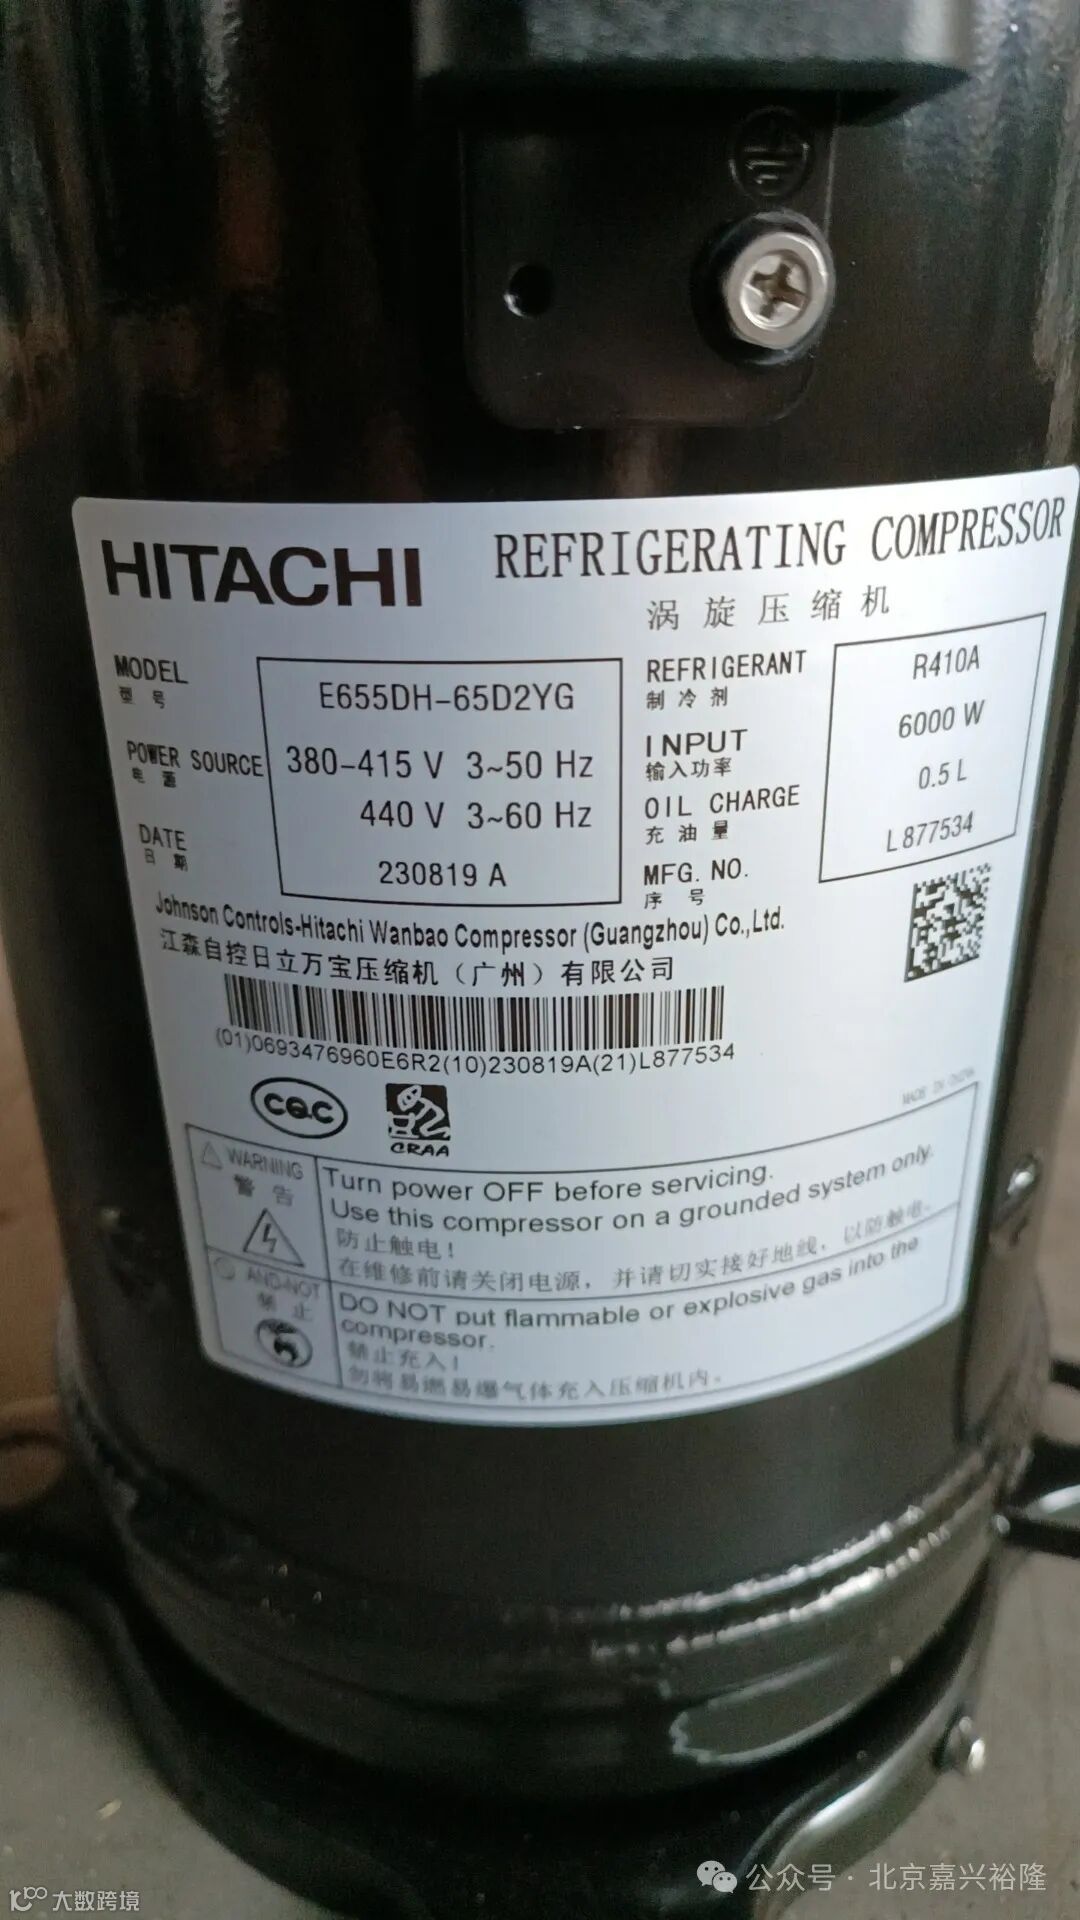 HITACHI REFRIGERATING COMPRESSOR
涡旋压缩机
MODEL
型号
E655DH-65D2YG
POWER SOURCE
电源
380-415 V 3~50 Hz
440 V 3~60 Hz
DATE
日期
230819 A
REFRIGERANT
制冷剂
R410A
INPUT
输入功率
6000 W
OIL CHARGE
充油量
0.5 L
MFG. NO.
序号
L877534
Johnson Controls-Hitachi Wanbao Compressor (Guangzhou) Co.,Ltd.
江森自控日立万宝压缩机（广州）有限公司
(01)0693476960E6R2(10)230819A(21)L877534
CQC
CRAA
MADE IN CHINA
WARNING
警告
Turn power OFF before servicing.
Use this compressor on a grounded system only.
防止触电！
在维修前请关闭电源，并请切实接好地线，以防触电。
AND-NOT
禁止
DO NOT put flammable or explosive gas into the
compressor.
禁止充入！
勿将易燃易爆气体充入压缩机内。
公众号·北京嘉兴裕隆
大数跨境